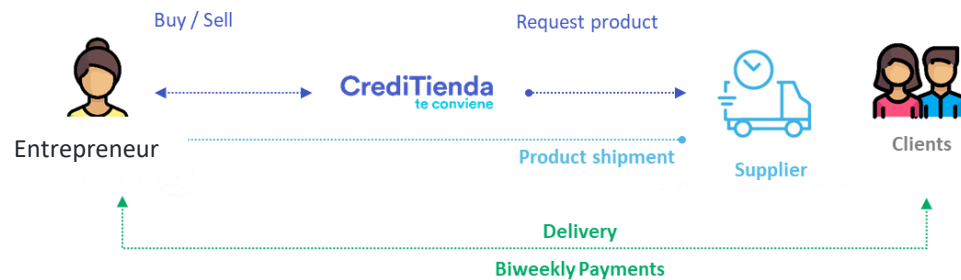 Buy / Sell
Request product
CrediTienda
te conviene
Entrepreneur
Product shipment
Supplier
Clients
Delivery
Biweekly Payments